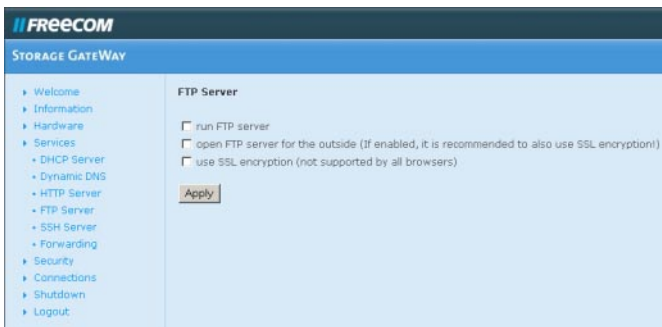 FREECOM
STORAGE GATEWAY
Welcome
Information
Hardware
Services
DHCP Server
Dynamic DNS
HTTP Server
FTP Server
SSH Server
Forwarding
Security
Connections
Shutdown
Logout
FTP Server
run FTP server
open FTP server for the outside (If enabled, it is recommended to also use SSL encryption!)
use SSL encryption (not supported by all browsers)
Apply